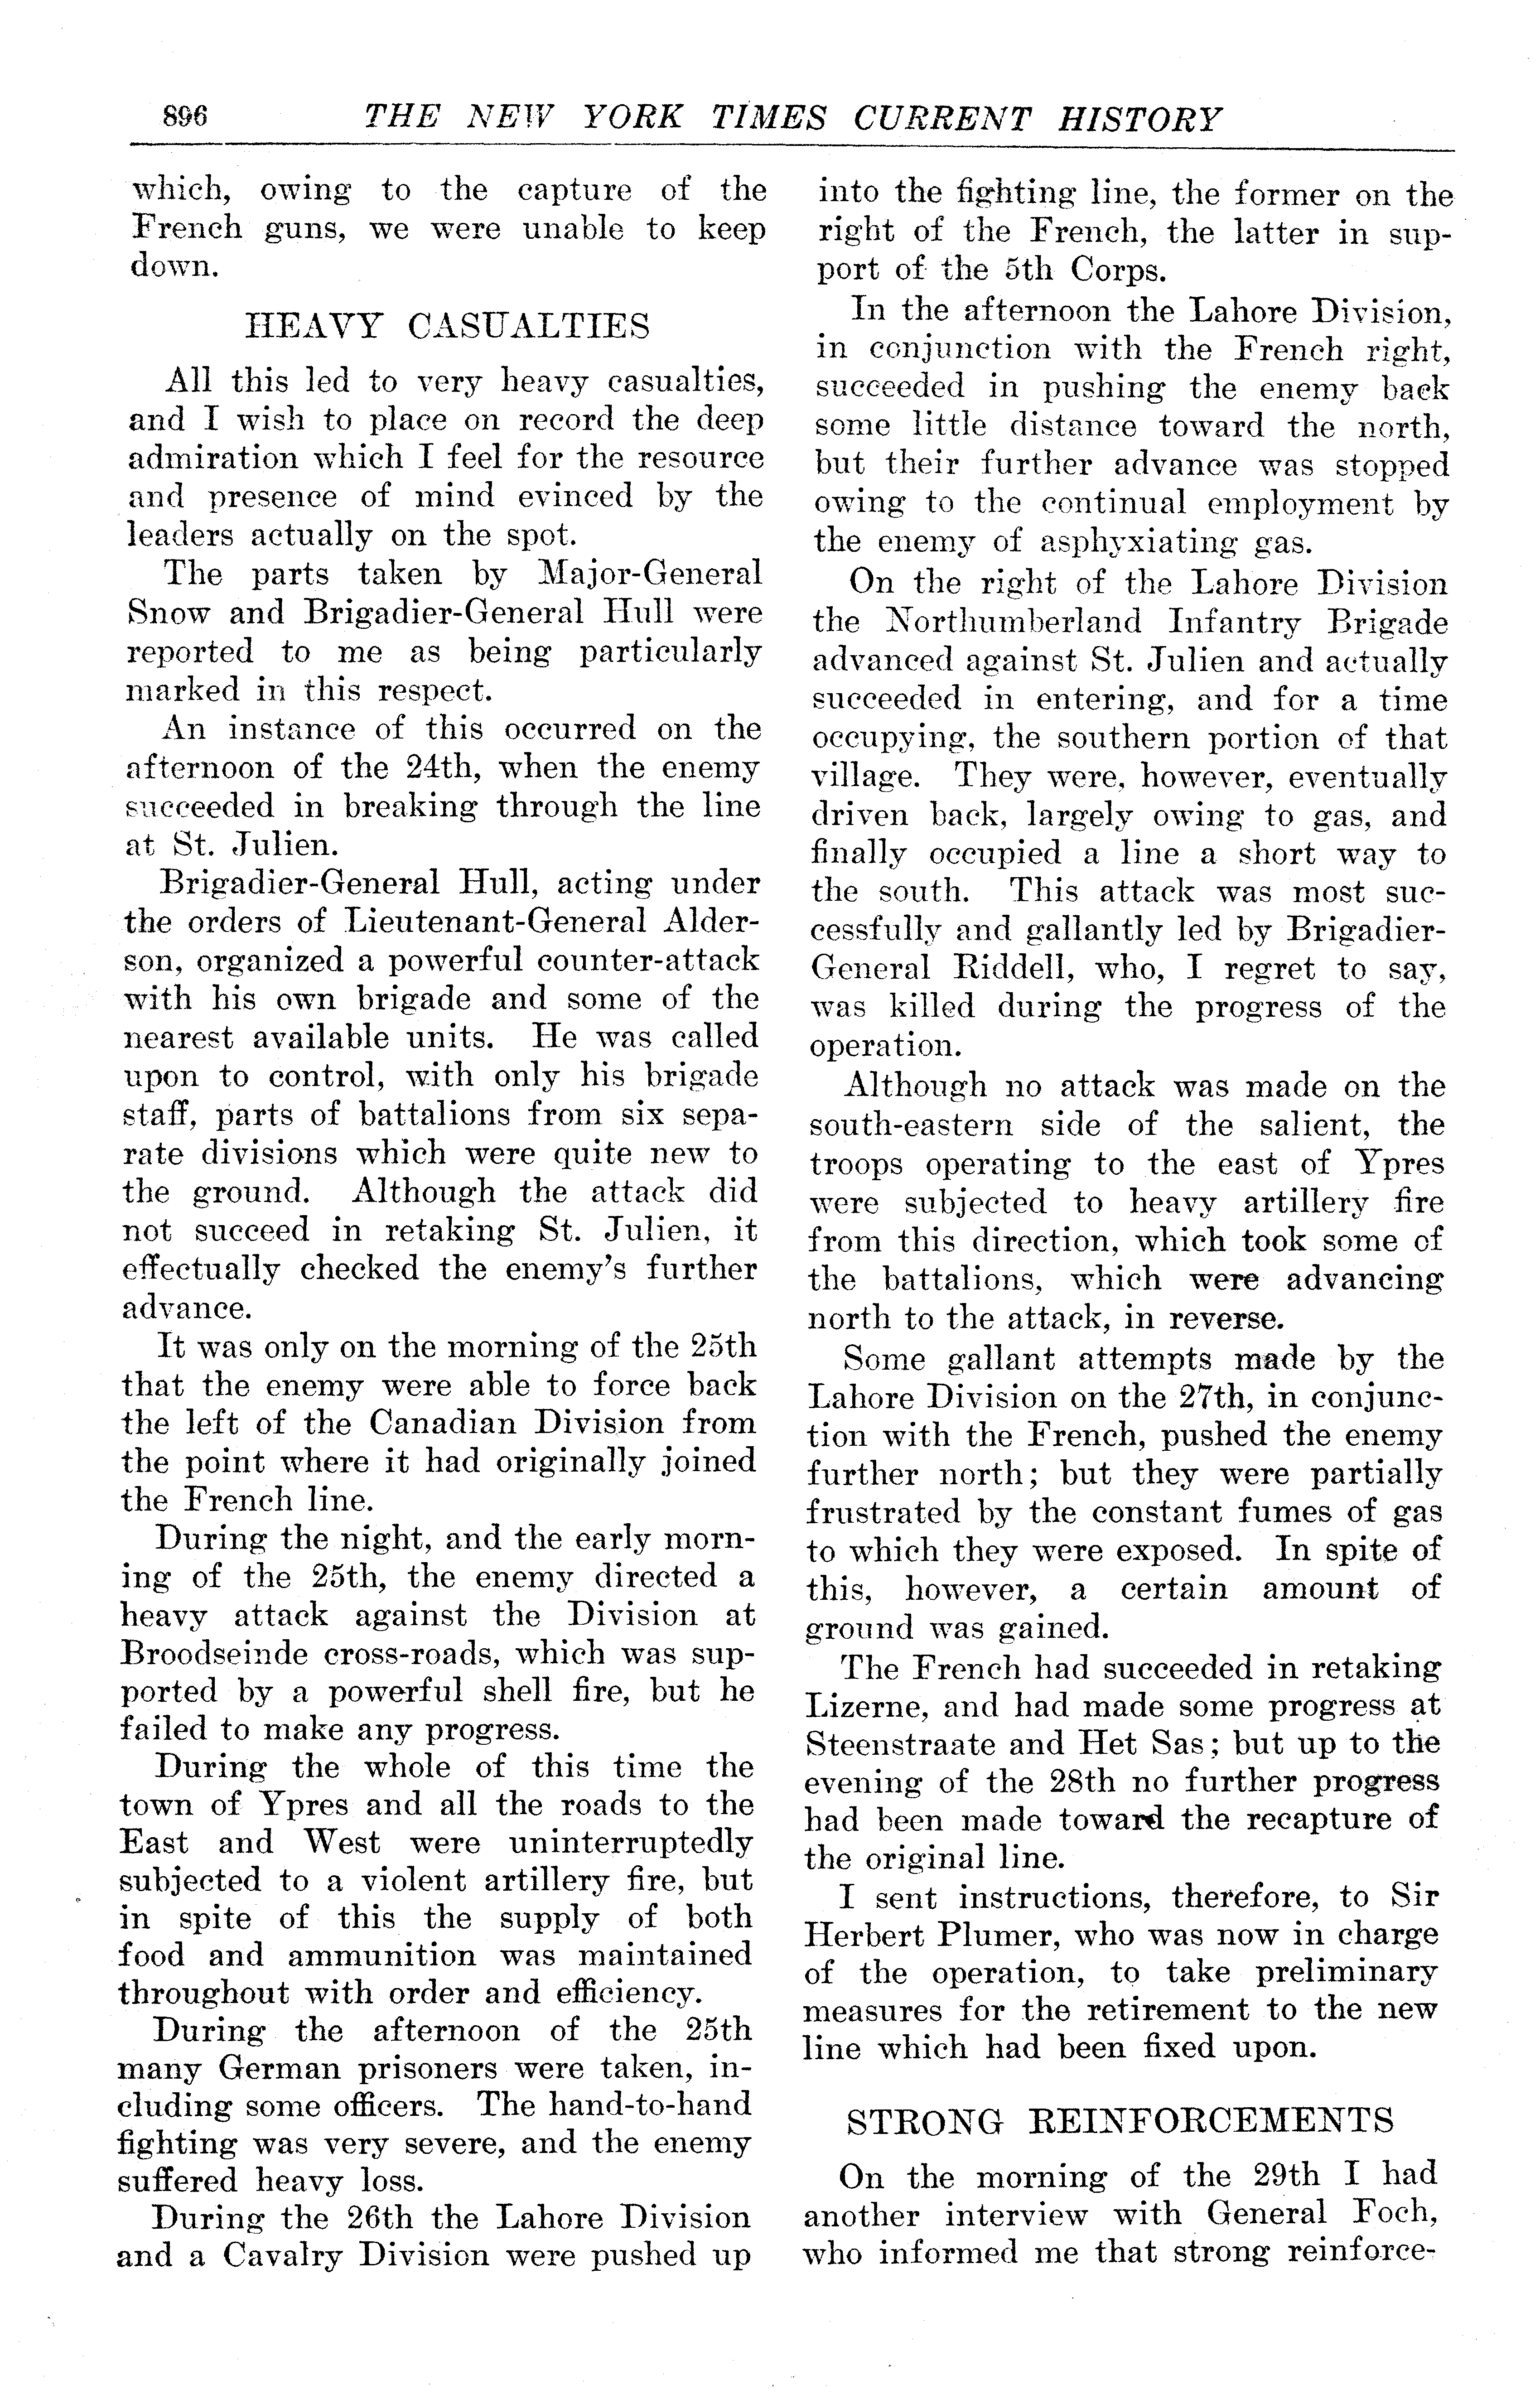 896 THE NEW YORK TIMES CURRENT HISTORY
which, owing to the capture of the
French guns, we were unable to keep
down.
HEAVY CASUALTIES
All this led to very heavy casualties,
and I wish to place on record the deep
admiration which I feel for the resource
and presence of mind evinced by the
leaders actually on the spot.
The parts taken by Major-General
Snow and Brigadier-General Hull were
reported to me as being particularly
marked in this respect.
An instance of this occurred on the
afternoon of the 24th, when the enemy
succeeded in breaking through the line
at St. Julien.
Brigadier-General Hull, acting under
the orders of Lieutenant-General Alder-
son, organized a powerful counter-attack
with his own brigade and some of the
nearest available units. He was called
upon to control, with only his brigade
staff, parts of battalions from six sepa-
rate divisions which were quite new to
the ground. Although the attack did
not succeed in retaking St. Julien, it
effectually checked the enemy's further
advance.
It was only on the morning of the 25th
that the enemy were able to force back
the left of the Canadian Division from
the point where it had originally joined
the French line.
During the night, and the early morn-
ing of the 25th, the enemy directed a
heavy attack against the Division at
Broodseinde cross-roads, which was sup-
ported by a powerful shell fire, but he
failed to make any progress.
During the whole of this time the
town of Ypres and all the roads to the
East and West were uninterruptedly
subjected to a violent artillery fire, but
in spite of this the supply of both
food and ammunition was maintained
throughout with order and efficiency.
During the afternoon of the 25th
many German prisoners were taken, in-
cluding some officers. The hand-to-hand
fighting was very severe, and the enemy
suffered heavy loss.
During the 26th the Lahore Division
and a Cavalry Division were pushed up
into the fighting line, the former on the
right of the French, the latter in sup-
port of the 5th Corps.
In the afternoon the Lahore Division,
in conjunction with the French right,
succeeded in pushing the enemy back
some little distance toward the north,
but their further advance was stopped
owing to the continual employment by
the enemy of asphyxiating gas.
On the right of the Lahore Division
the Northumberland Infantry Brigade
advanced against St. Julien and actually
succeeded in entering, and for a time
occupying, the southern portion of that
village. They were, however, eventually
driven back, largely owing to gas, and
finally occupied a line a short way to
the south. This attack was most suc-
cessfully and gallantly led by Brigadier-
General Riddell, who, I regret to say,
was killed during the progress of the
operation.
Although no attack was made on the
south-eastern side of the salient, the
troops operating to the east of Ypres
were subjected to heavy artillery fire
from this direction, which took some of
the battalions, which were advancing
north to the attack, in reverse.
Some gallant attempts made by the
Lahore Division on the 27th, in conjunc-
tion with the French, pushed the enemy
further north; but they were partially
frustrated by the constant fumes of gas
to which they were exposed. In spite of
this, however, a certain amount of
ground was gained.
The French had succeeded in retaking
Lizerne, and had made some progress at
Steenstraate and Het Sas; but up to the
evening of the 28th no further progress
had been made toward the recapture of
the original line.
I sent instructions, therefore, to Sir
Herbert Plumer, who was now in charge
of the operation, to take preliminary
measures for the retirement to the new
line which had been fixed upon.
STRONG REINFORCEMENTS
On the morning of the 29th I had
another interview with General Foch,
who informed me that strong reinforce-